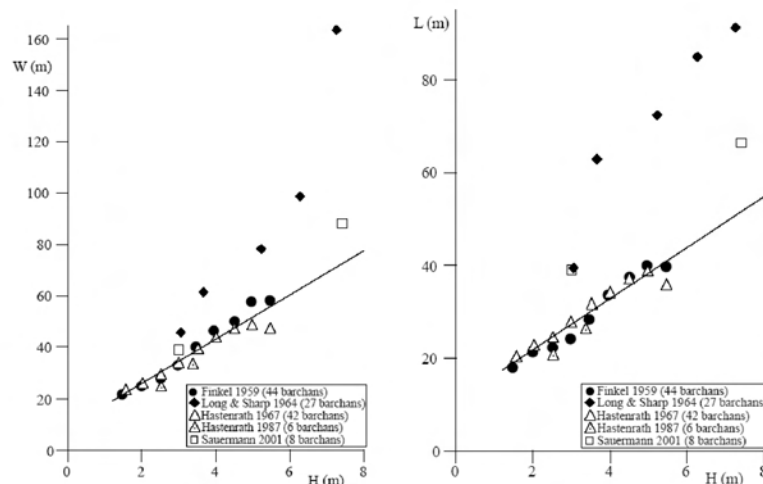 160
W (m)
140
120
100
80
60
40
20
0
0
2
4
6
8
H (m)
Finkel 1959 (44 barchans)
Long & Sharp 1964 (27 barchans)
Hastenrath 1967 (42 barchans)
Hastenrath 1987 (6 barchans)
Sauermann 2001 (8 barchans)
L (m)
80
60
40
20
0
0
2
4
6
8
H (m)
Finkel 1959 (44 barchans)
Long & Sharp 1964 (27 barchans)
Hastenrath 1967 (42 barchans)
Hastenrath 1987 (6 barchans)
Sauermann 2001 (8 barchans)